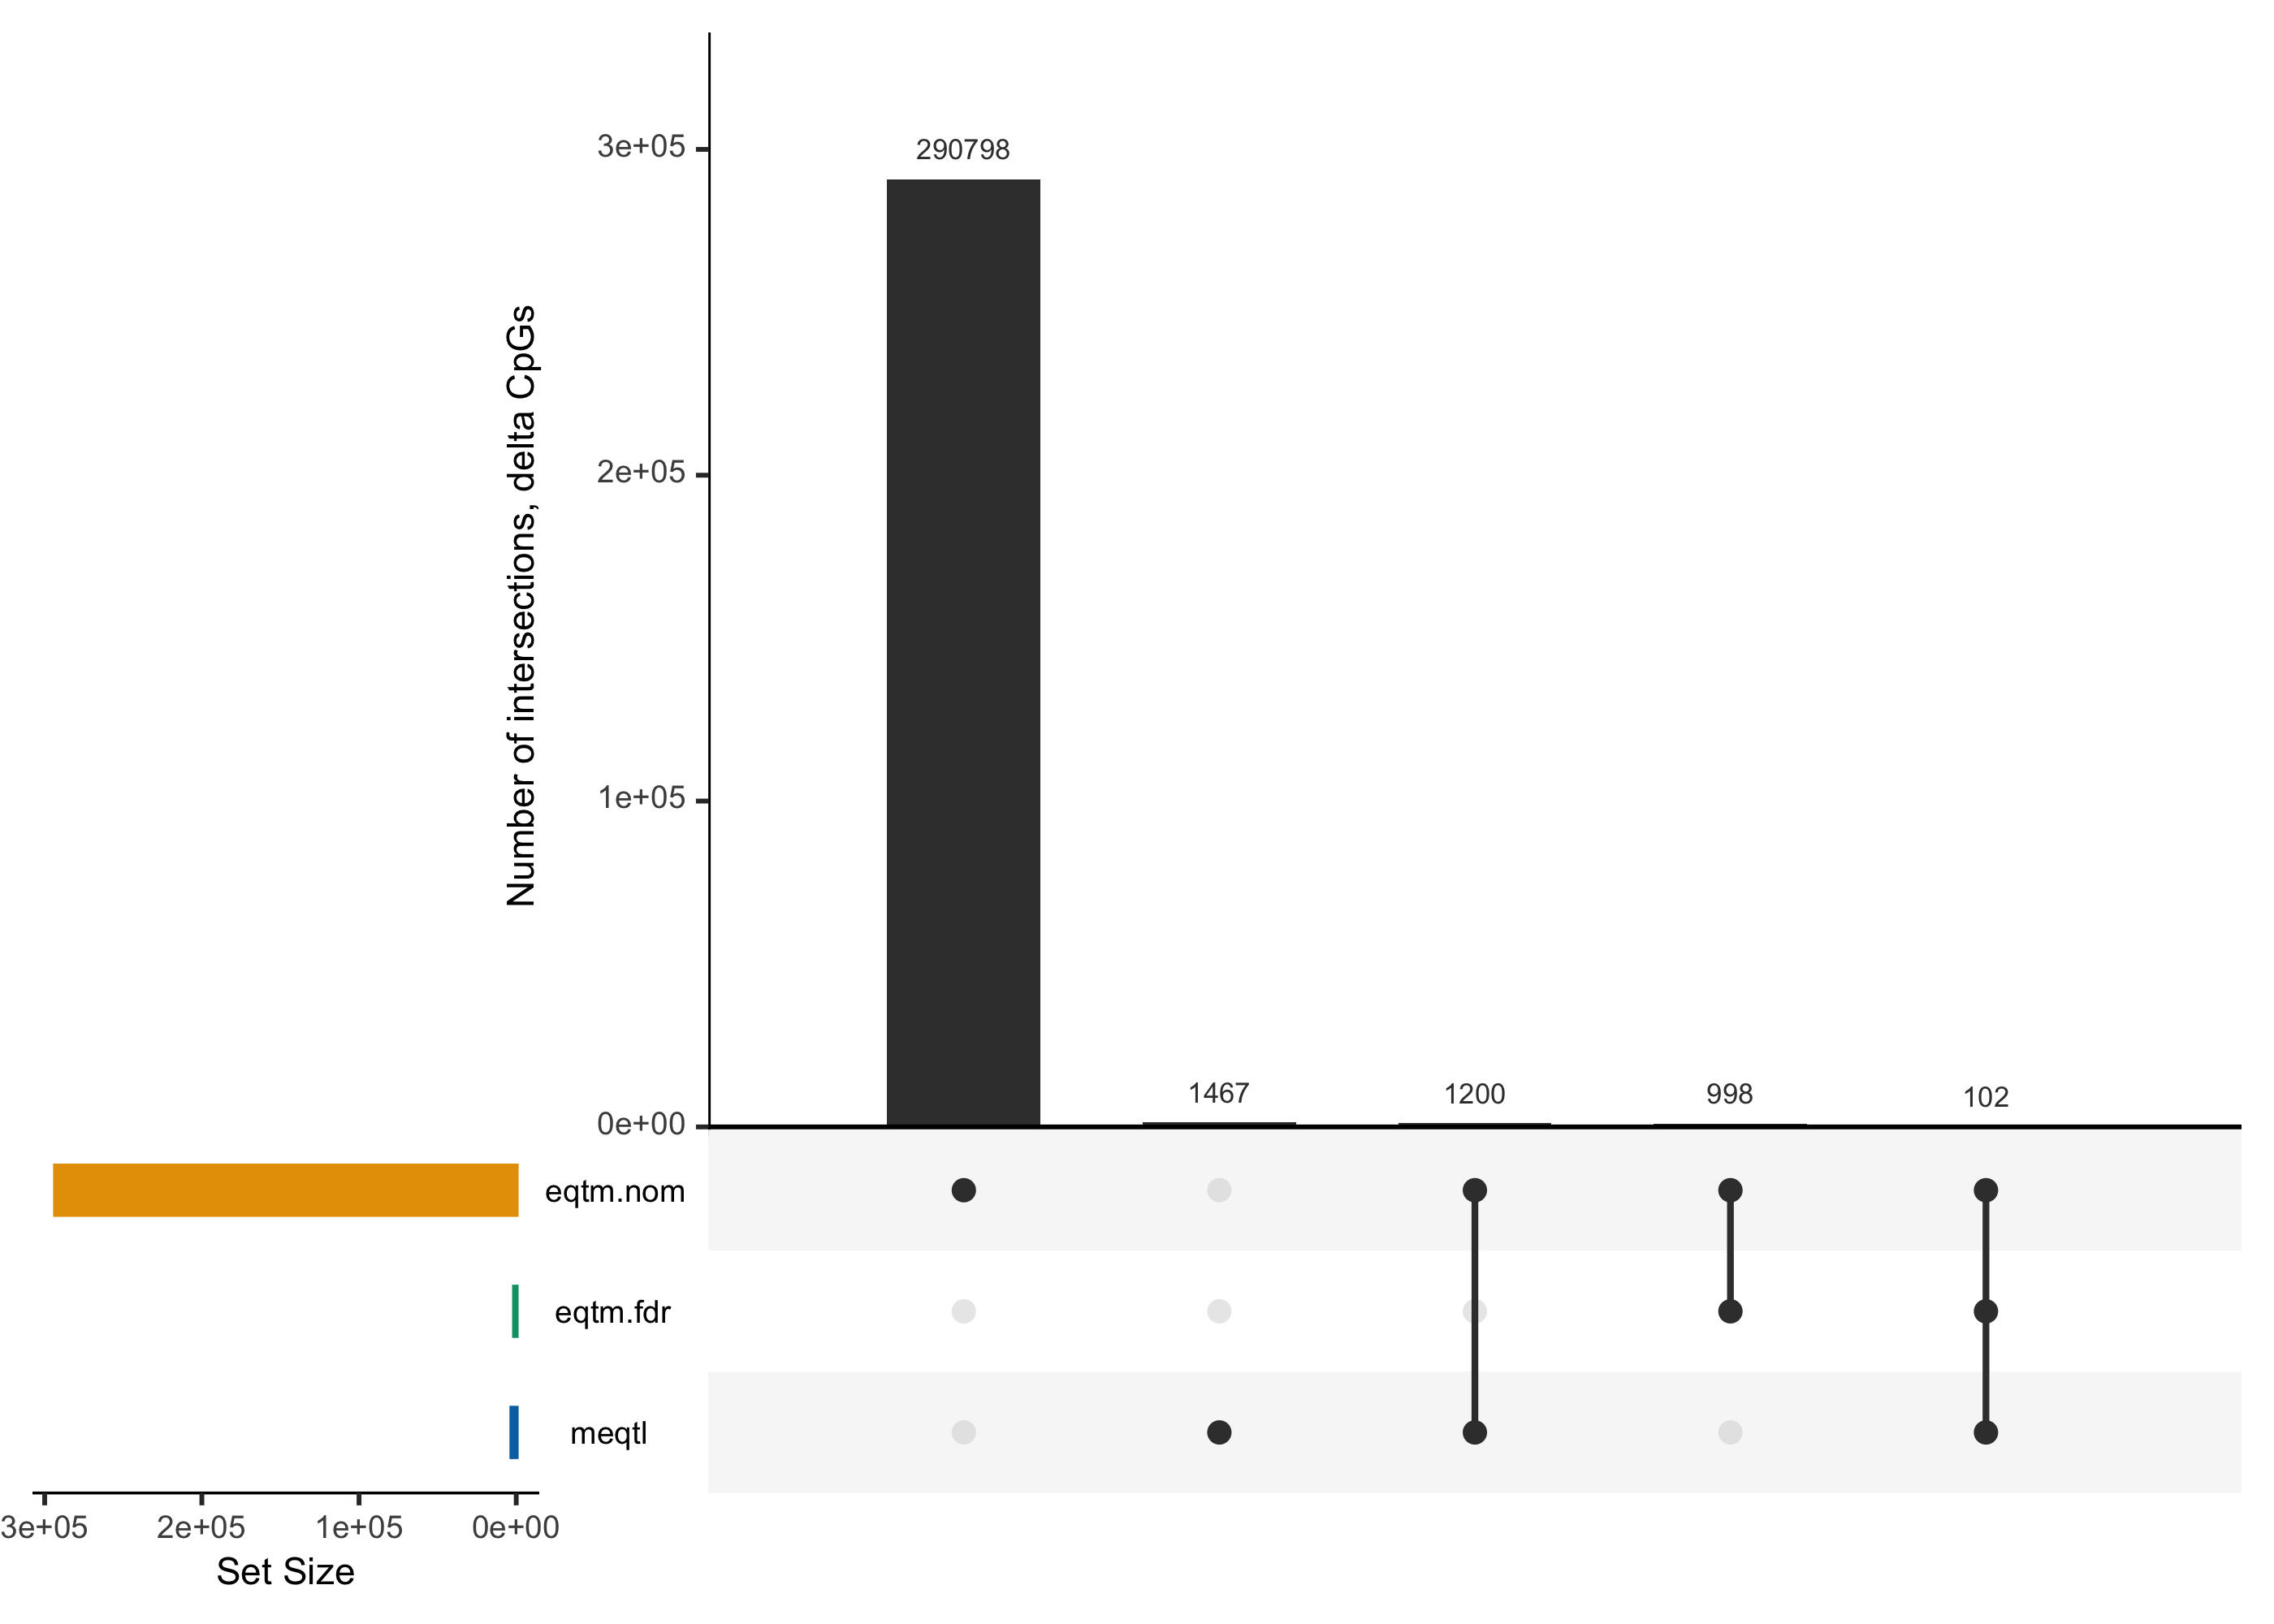 Number of intersections, delta CpGs
3e+05
2e+05
1e+05
0e+00
290798
1467
1200
998
102
eqtm.nom
eqtm.fdr
meqtl
3e+05 2e+05 1e+05 0e+00
Set Size